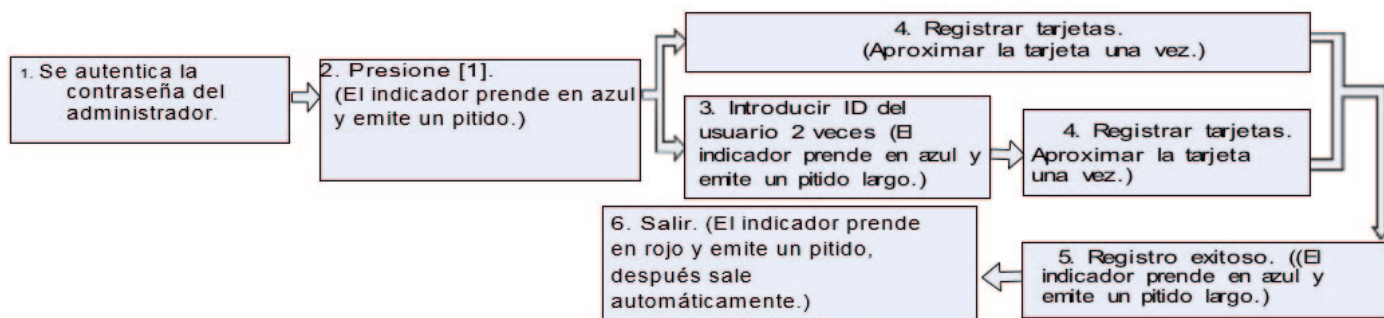 1. Se autentica la
contraseña del
administrador.
2. Presione [1].
(El indicador prende en azul
y emite un pitido.)
4. Registrar tarjetas.
(Aproximar la tarjeta una vez.)
3. Introducir ID del
usuario 2 veces (El
indicador prende en azul y
emite un pitido largo.)
4. Registrar tarjetas.
Aproximar la tarjeta
una vez.)
5. Registro exitoso. ((El
indicador prende en azul y
emite un pitido largo.)
6. Salir. (El indicador prende
en rojo y emite un pitido,
después sale
automáticamente.)